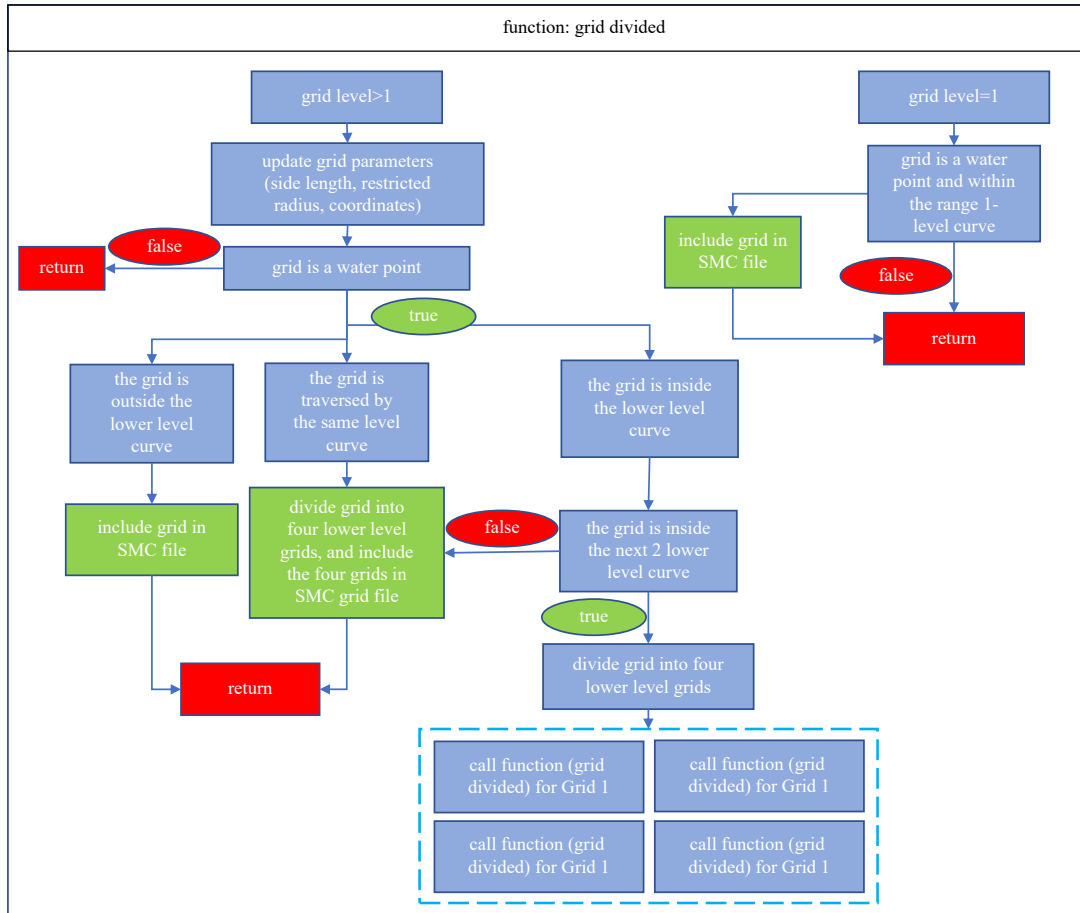 function: grid divided
grid level>1
grid level=1
update grid parameters
(side length, restricted
radius, coordinates)
grid is a water
point and within
the range 1-
level curve
false
return
grid is a water point
include grid in
SMC file
false
true
return
the grid is
outside the
lower level
curve
the grid is
traversed by
the same level
curve
the grid is inside
the lower level
curve
include grid in
SMC file
divide grid into
four lower level
grids, and include
the four grids in
SMC grid file
false
the grid is inside
the next 2 lower
level curve
true
return
divide grid into four
lower level grids
call function (grid
divided) for Grid 1
call function (grid
divided) for Grid 1
call function (grid
divided) for Grid 1
call function (grid
divided) for Grid 1